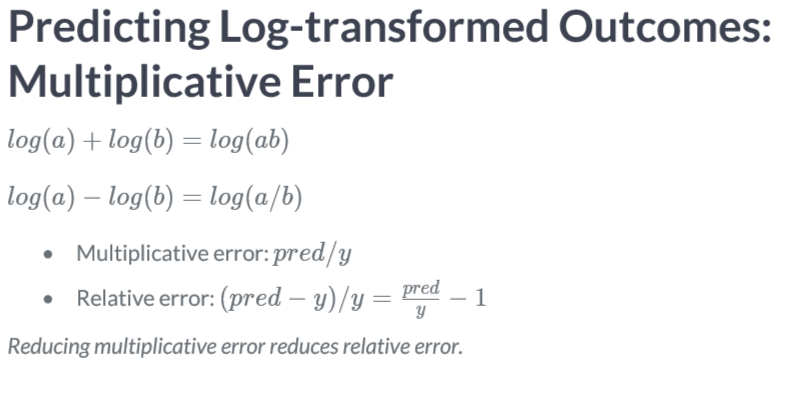 Predicting Log-transformed Outcomes:
Multiplicative Error
log(a) + log(b) = log(ab)
log(a) − log(b) = log(a/b)
• Multiplicative error: pred/y
• Relative error: (pred − y)/y = pred/y − 1
Reducing multiplicative error reduces relative error.